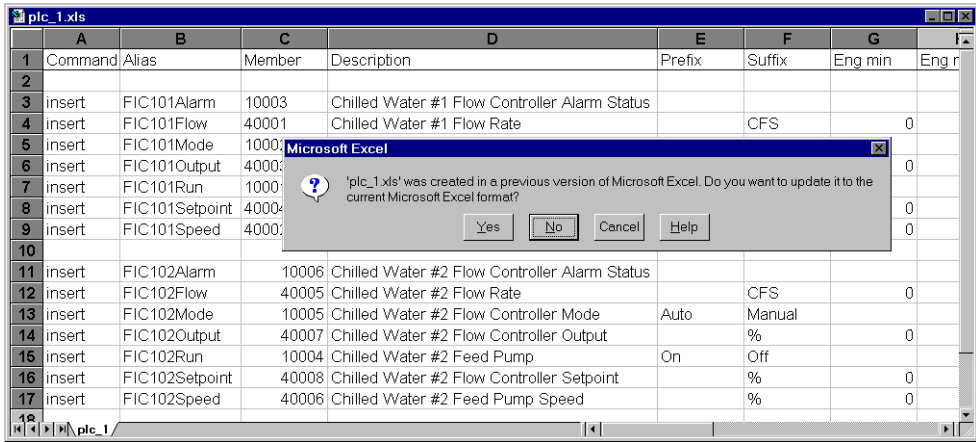 plc_1.xls
A B C D E F G
1 Command Alias Member Description Prefix Suffix Eng min Eng
2
3 insert FIC101Alarm 10003 Chilled Water #1 Flow Controller Alarm Status
4 insert FIC101Flow 40001 Chilled Water #1 Flow Rate CFS 0
5 insert FIC101Mode
Microsoft Excel
6 insert FIC101Output 0
'plc_1.xls' was created in a previous version of Microsoft Excel. Do you want to update it to the
7 insert FIC101Run
current Microsoft Excel format?
8 insert FIC101Setpoint 0
Yes No Cancel Help
9 insert FIC101Speed 0
10
11 insert FIC102Alarm 10006 Chilled Water #2 Flow Controller Alarm Status
12 insert FIC102Flow 40005 Chilled Water #2 Flow Rate CFS 0
13 insert FIC102Mode 10005 Chilled Water #2 Flow Controller Mode Auto Manual
14 insert FIC102Output 40007 Chilled Water #2 Flow Controller Output % 0
15 insert FIC102Run 10004 Chilled Water #2 Feed Pump On Off
16 insert FIC102Setpoint 40008 Chilled Water #2 Flow Controller Setpoint % 0
17 insert FIC102Speed 40006 Chilled Water #2 Feed Pump Speed % 0
18
plc_1